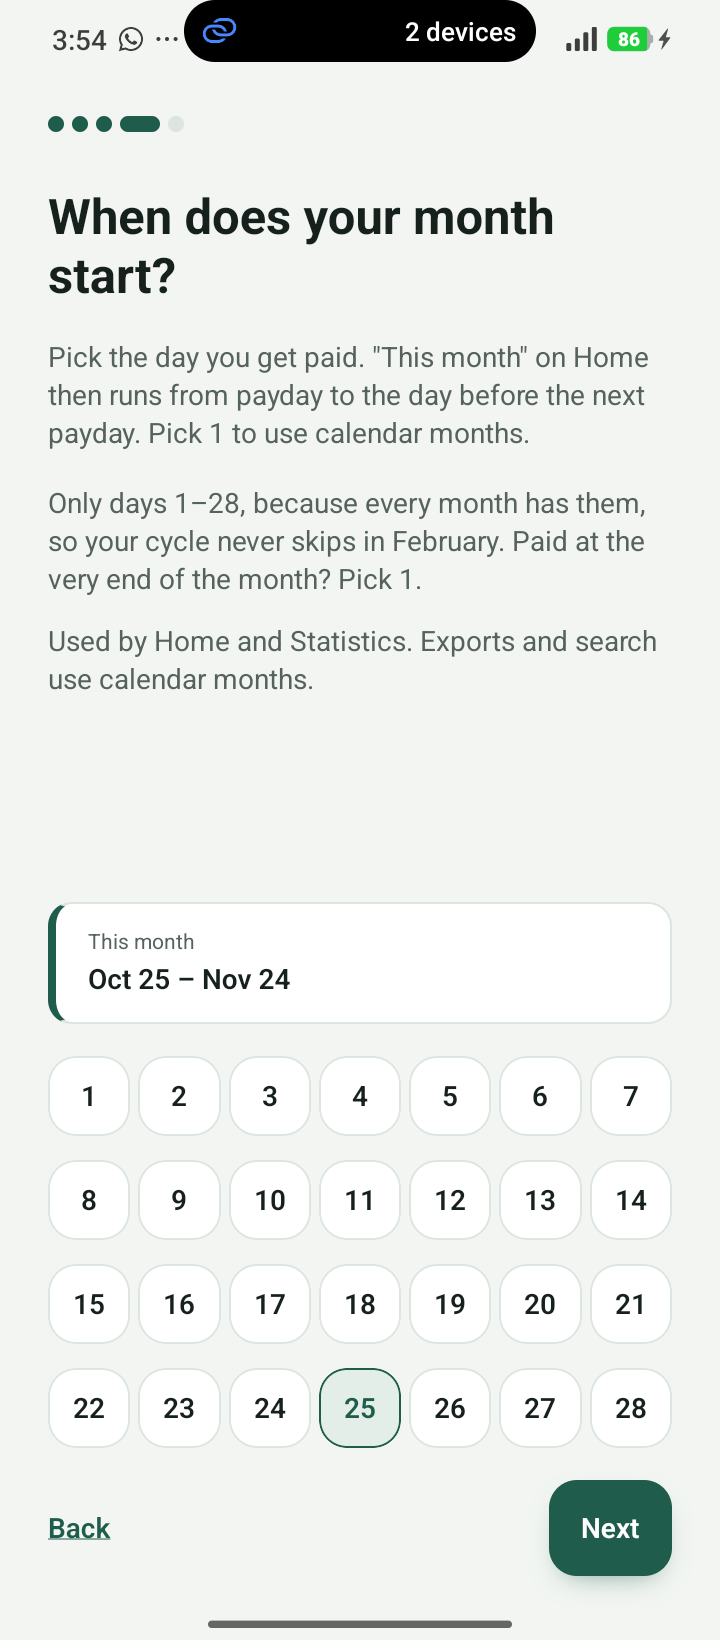 3:54 ... 2 devices 86
When does your month
start?
Pick the day you get paid. "This month" on Home
then runs from payday to the day before the next
payday. Pick 1 to use calendar months.
Only days 1–28, because every month has them,
so your cycle never skips in February. Paid at the
very end of the month? Pick 1.
Used by Home and Statistics. Exports and search
use calendar months.
This month
Oct 25 – Nov 24
1 2 3 4 5 6 7
8 9 10 11 12 13 14
15 16 17 18 19 20 21
22 23 24 25 26 27 28
Back Next